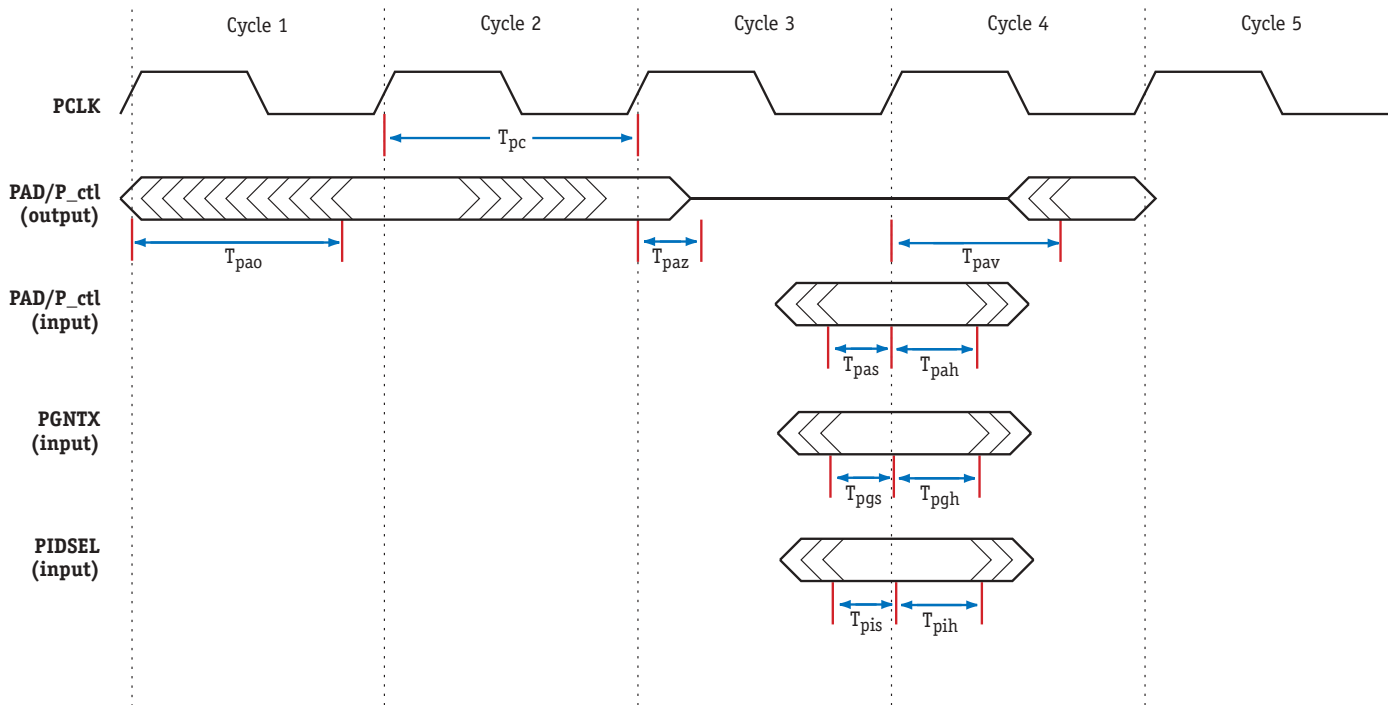 Cycle 1
Cycle 2
Cycle 3
Cycle 4
Cycle 5
PCLK
Tpc
PAD/P_ctl
(output)
Tpao
Tpaz
Tpav
PAD/P_ctl
(input)
Tpas
Tpah
PGNTX
(input)
Tpgs
Tpgh
PIDSEL
(input)
Tpis
Tpih